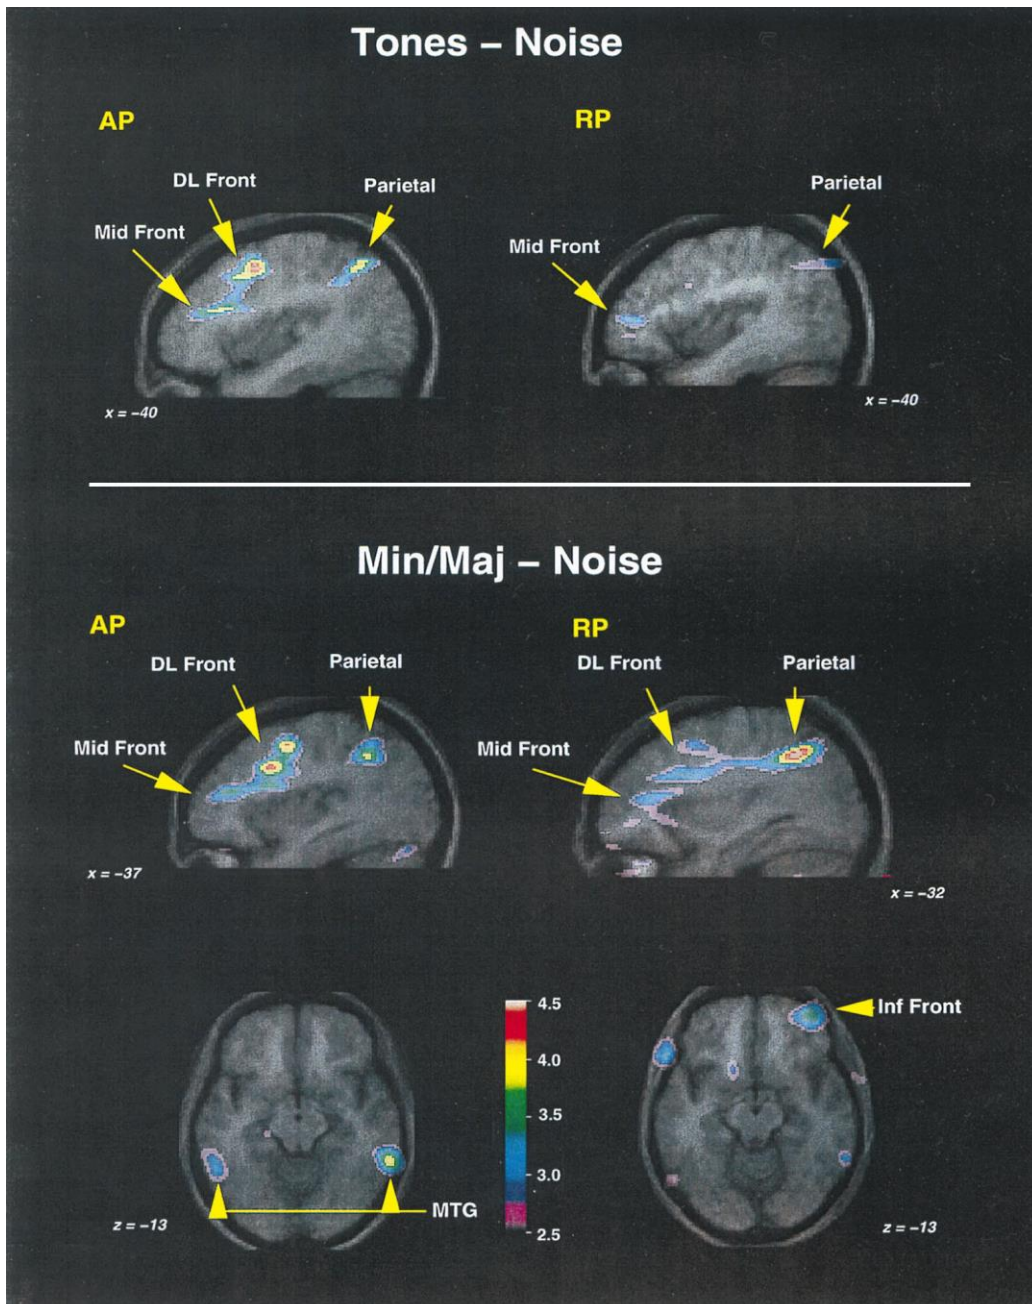 Tones – Noise
AP
RP
DL Front
Parietal
Parietal
Mid Front
Mid Front
x = –40
x = –40
Min/Maj – Noise
AP
RP
DL Front
Parietal
DL Front
Parietal
Mid Front
Mid Front
x = –37
x = –32
4.5
4.0
3.5
3.0
2.5
Inf Front
MTG
z = –13
z = –13